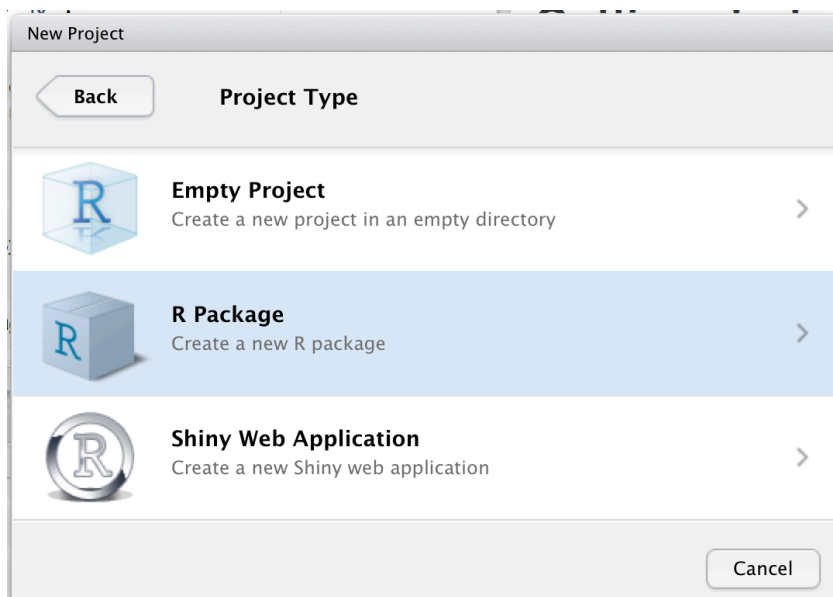 New Project
Back
Project Type
R
Empty Project
Create a new project in an empty directory
R
R Package
Create a new R package
R
Shiny Web Application
Create a new Shiny web application
Cancel